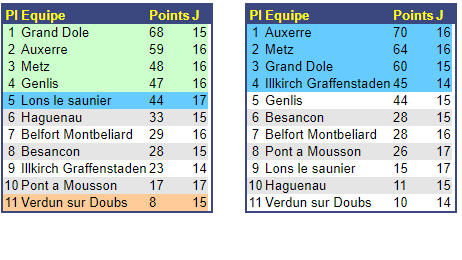 Pl Equipe Points J
1 Grand Dole 68 15
2 Auxerre 59 16
3 Metz 48 16
4 Genlis 47 16
5 Lons le saunier 44 17
6 Haguenau 33 15
7 Belfort Montbeliard 29 16
8 Besancon 28 15
9 Illkirch Graffenstaden 23 14
10 Pont a Mousson 17 17
11 Verdun sur Doubs 8 15
Pl Equipe Points J
1 Auxerre 70 16
2 Metz 64 16
3 Grand Dole 60 15
4 Illkirch Graffenstaden 45 14
5 Genlis 44 15
6 Besancon 28 15
7 Belfort Montbeliard 28 16
8 Pont a Mousson 26 17
9 Lons le saunier 15 17
10 Haguenau 11 15
11 Verdun sur Doubs 10 14